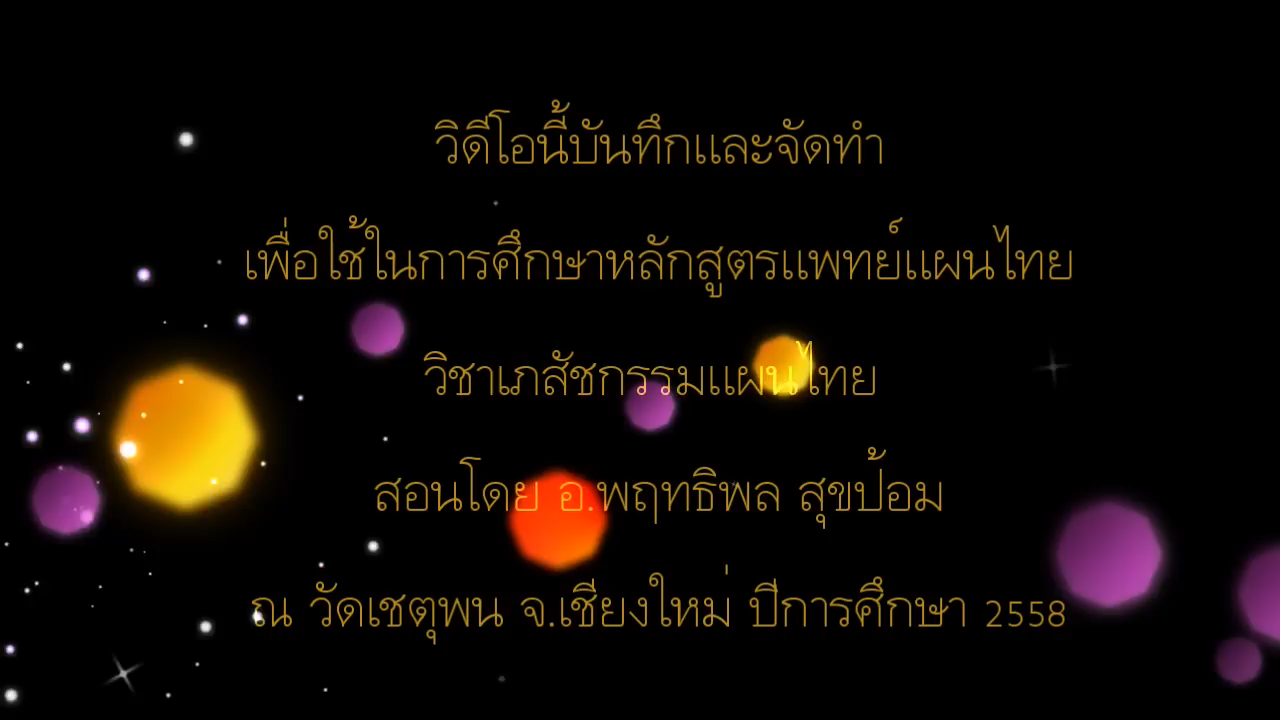 วิดีโอนี้บันทึกและจัดทำ
เพื่อใช้ในการศึกษาหลักสูตรแพทย์แผนไทย
วิชาเภสัชกรรมแผนไทย
สอนโดย อ.พฤทธิพล สุขป้อม
ณ วัดเชตุพน จ.เชียงใหม่ ปีการศึกษา 2558